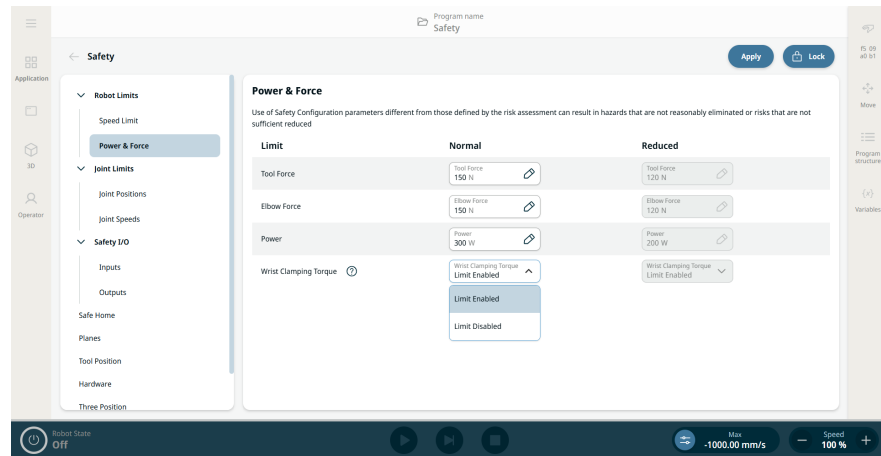 Program name
Safety
Safety
Apply
Lock
f5 09
a0 b1
Application
3D
Operator
Move
Program
structure
{x}
Variables
Robot Limits
Speed Limit
Power & Force
Joint Limits
Joint Positions
Joint Speeds
Safety I/O
Inputs
Outputs
Safe Home
Planes
Tool Position
Hardware
Three Position
Power & Force
Use of Safety Configuration parameters different from those defined by the risk assessment can result in hazards that are not reasonably eliminated or risks that are not
sufficient reduced
Limit Normal Reduced
Tool Force
Tool Force
150 N
Tool Force
120 N
Elbow Force
Elbow Force
150 N
Elbow Force
120 N
Power
Power
300 W
Power
200 W
Wrist Clamping Torque ?
Wrist Clamping Torque
Limit Enabled
Wrist Clamping Torque
Limit Enabled
Limit Enabled
Limit Disabled
Robot State
Off
Max
-1000.00 mm/s
Speed
− 100 % +